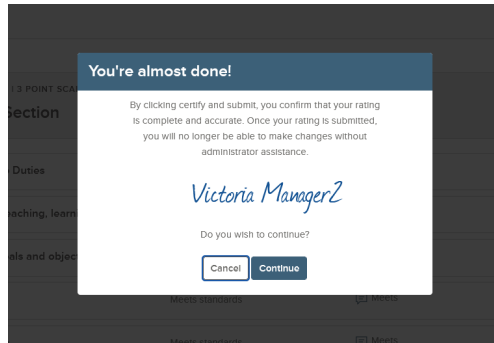 You're almost done!
/ 3 POINT SCA
Section
By clicking certify and submit, you confirm that your rating
is complete and accurate. Once your rating is submitted,
you will no longer be able to make changes without
administrator assistance.
Duties
Victoria Manager2
eaching, learn
Do you wish to continue?
als and objec
Cancel Continue
Meets standards Meets
Meets standards Meets